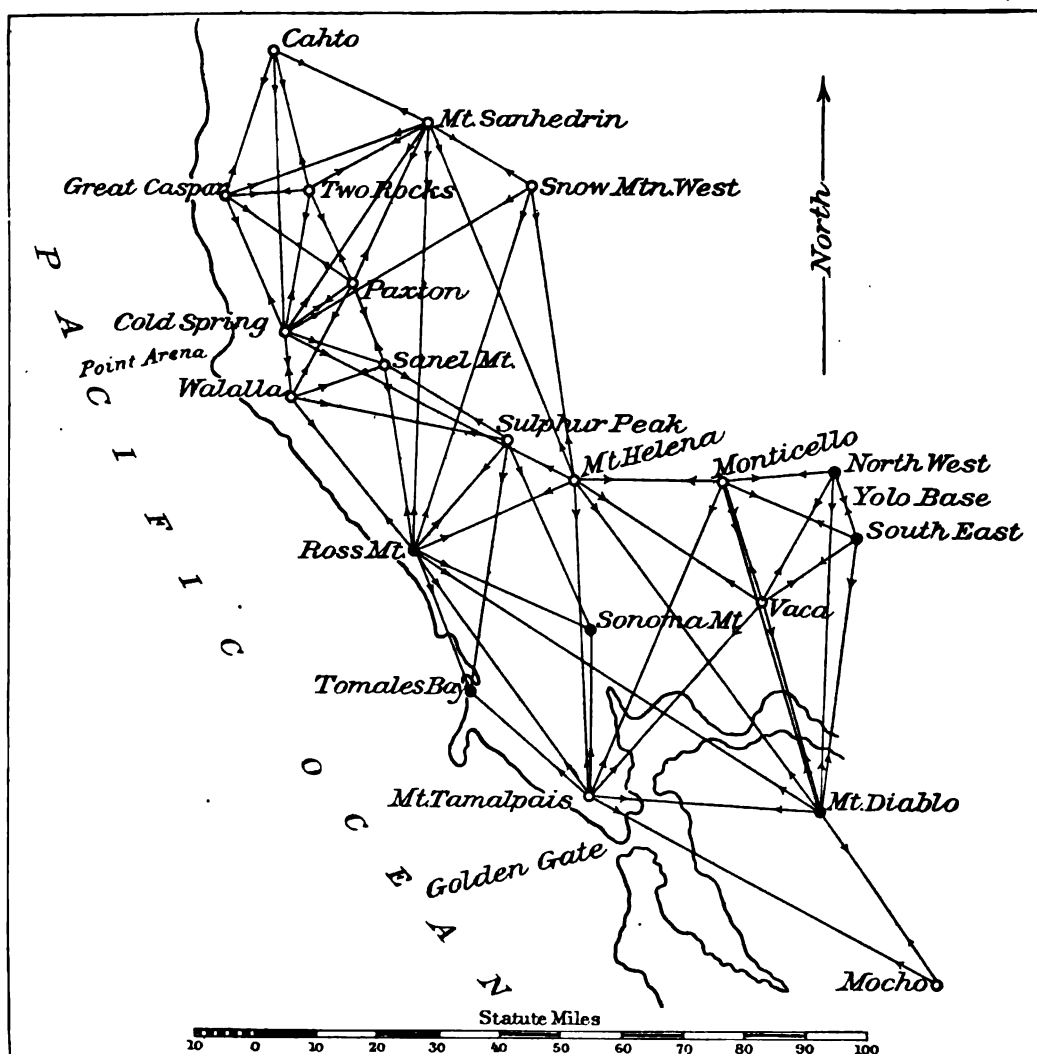 Cahto
Mt. Sanhedrin
Great Caspar
Two Rocks
Snow Mtn. West
North
Paxton
Cold Spring
Point Arena
Sanel Mt.
Walalla
Sulphur Peak
Mt Helena
Monticello
North West
Yolo Base
South East
Ross Mt.
Vaca
Sonoma Mt
Tomales Bay
Mt. Tamalpais
Mt. Diablo
Golden Gate
Mocho
PACIFIC OCEAN
Statute Miles
10 0 10 20 30 40 50 60 70 80 90 100